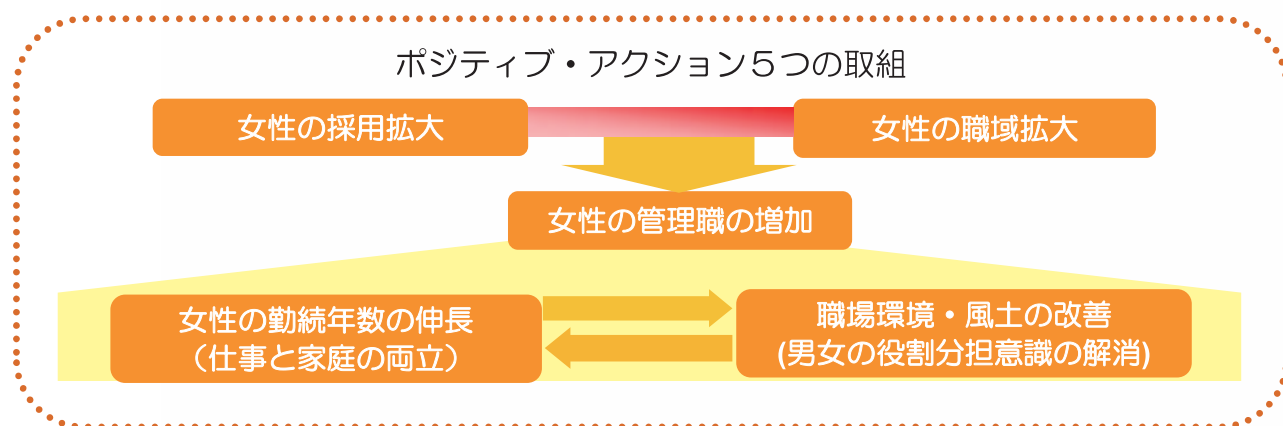 ポジティブ・アクション５つの取組
女性の採用拡大
女性の職域拡大
女性の管理職の増加
女性の勤続年数の伸長
（仕事と家庭の両立）
職場環境・風土の改善
(男女の役割分担意識の解消)